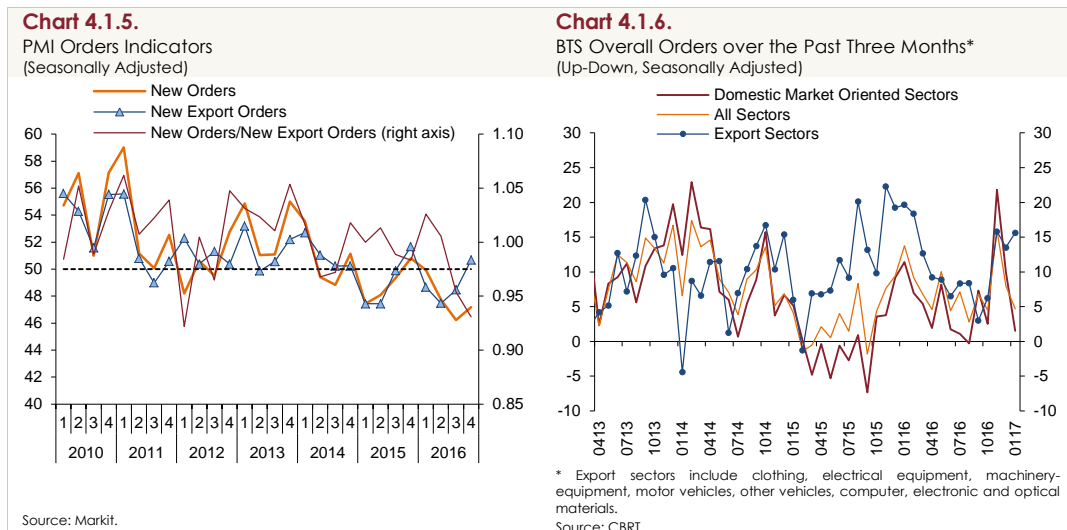 Chart 4.1.5.
PMI Orders Indicators
(Seasonally Adjusted)
New Orders
New Export Orders
New Orders/New Export Orders (right axis)
60
58
56
54
52
50
48
46
44
42
40
1.10
1.05
1.00
0.95
0.90
0.85
1 2 3 4 1 2 3 4 1 2 3 4 1 2 3 4 1 2 3 4 1 2 3 4 1 2 3 4
2010 2011 2012 2013 2014 2015 2016
Source: Markit.
Chart 4.1.6.
BTS Overall Orders over the Past Three Months*
(Up-Down, Seasonally Adjusted)
Domestic Market Oriented Sectors
All Sectors
Export Sectors
30
25
20
15
10
5
0
-5
-10
30
25
20
15
10
5
0
-5
-10
0413 0713 1013 0114 0414 0714 1014 0115 0415 0715 1015 0116 0416 0716 1016 0117
* Export sectors include clothing, electrical equipment, machinery-
equipment, motor vehicles, other vehicles, computer, electronic and optical
materials.
Source: CBRT